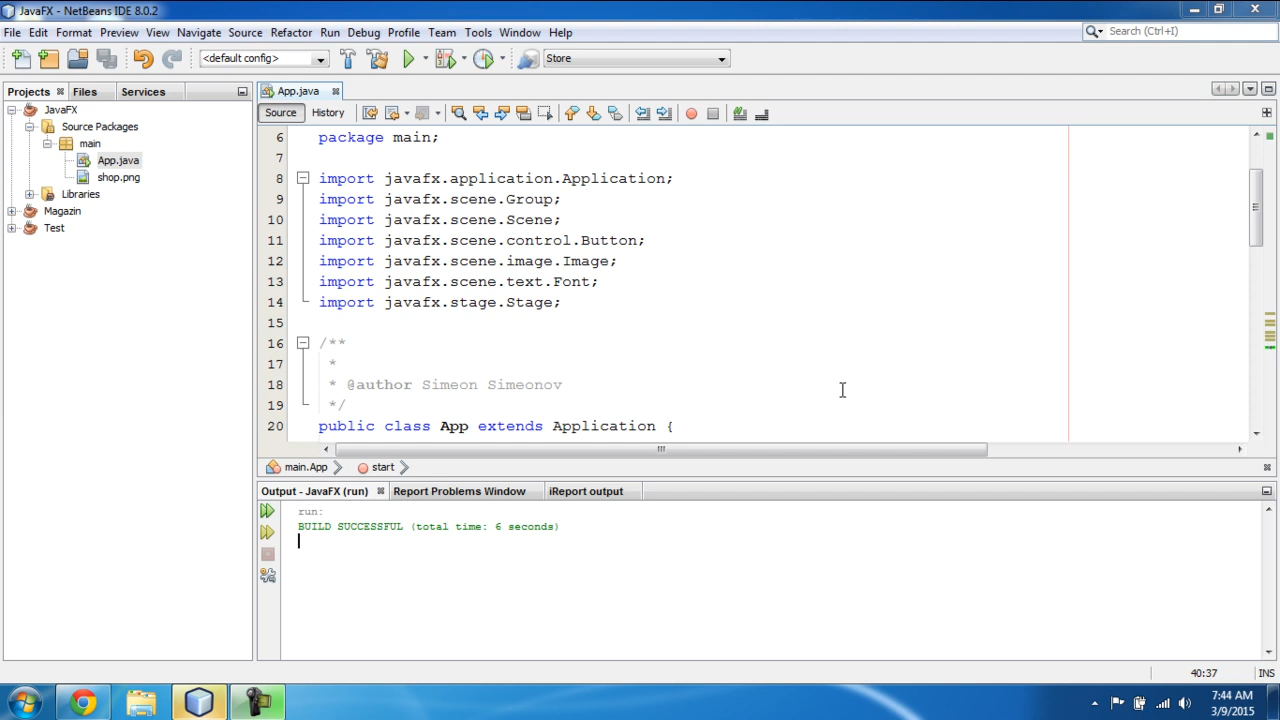 JavaFX - NetBeans IDE 8.0.2
File Edit Format Preview View Navigate Source Refactor Run Debug Profile Team Tools Window Help
Search (Ctrl+I)
<default config>
Store
Projects Files Services
App.java
Source History
JavaFX
Source Packages
main
App.java
shop.png
Libraries
Magazin
Test
6 package main;
7
8 import javafx.application.Application;
9 import javafx.scene.Group;
10 import javafx.scene.Scene;
11 import javafx.scene.control.Button;
12 import javafx.scene.image.Image;
13 import javafx.scene.text.Font;
14 import javafx.stage.Stage;
15
16 /**
17 *
18 * @author Simeon Simeonov
19 */
20 public class App extends Application {
main.App start
Output - JavaFX (run) Report Problems Window iReport output
run:
BUILD SUCCESSFUL (total time: 6 seconds)
40:37 INS
7:44 AM
3/9/2015